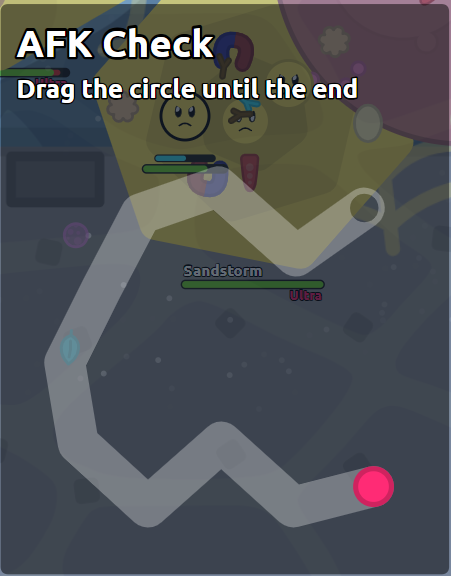 AFK Check
Drag the circle until the end
Sandstorm
Ultra